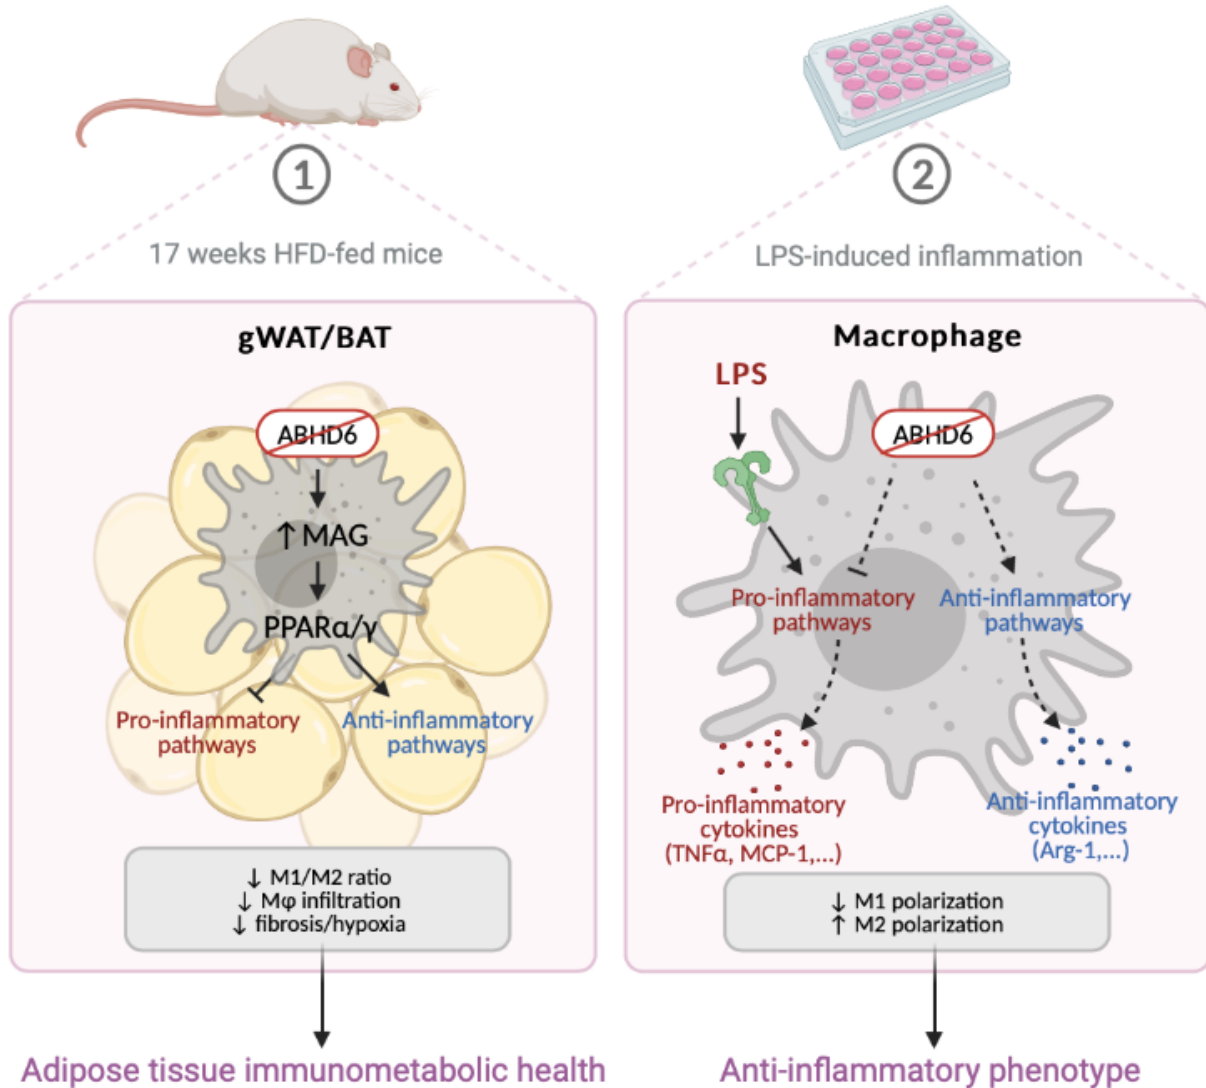 1
17 weeks HFD-fed mice
gWAT/BAT
ABHD6
↑ MAG
PPARα/γ
Pro-inflammatory
pathways
Anti-inflammatory
pathways
↓ M1/M2 ratio
↓ Mφ infiltration
↓ fibrosis/hypoxia
Adipose tissue immunometabolic health
2
LPS-induced inflammation
Macrophage
LPS
ABHD6
Pro-inflammatory
pathways
Anti-inflammatory
pathways
Pro-inflammatory
cytokines
(TNFα, MCP-1,...)
Anti-inflammatory
cytokines
(Arg-1,...)
↓ M1 polarization
↑ M2 polarization
Anti-inflammatory phenotype